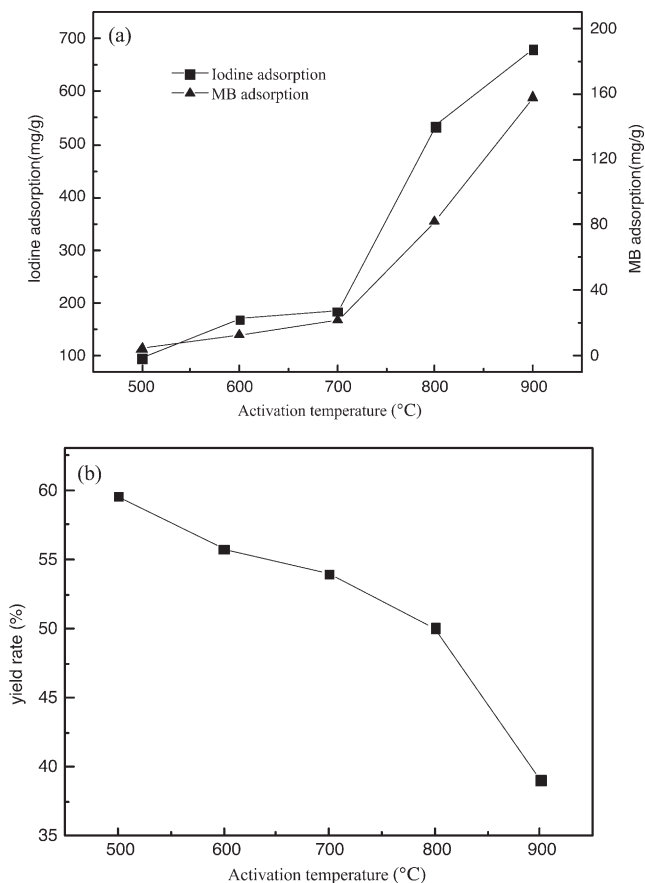 (a)
Iodine adsorption
MB adsorption
Iodine adsorption(mg/g)
700
600
500
400
300
200
100
MB adsorption(mg/g)
200
160
120
80
40
0
500 600 700 800 900
Activation temperature (°C)
(b)
yield rate (%)
60
55
50
45
40
39
35
500 600 700 800 900
Activation temperature (°C)